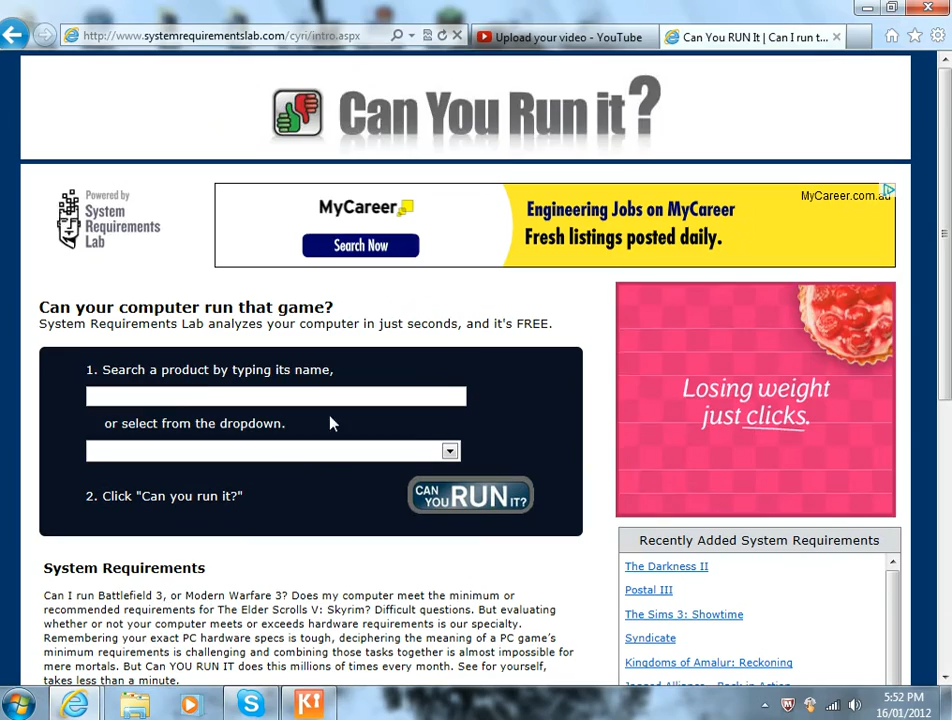 http://www.systemrequirementslab.com/cyri/intro.aspx
Upload your video - YouTube
Can You RUN It | Can I run t...
Can You Run it?
Powered by
System
Requirements
Lab
MyCareer
Search Now
Engineering Jobs on MyCareer
Fresh listings posted daily.
MyCareer.com.au
Can your computer run that game?
System Requirements Lab analyzes your computer in just seconds, and it's FREE.
1. Search a product by typing its name,
or select from the dropdown.
2. Click "Can you run it?"
CAN YOU RUN IT?
Losing weight
just clicks.
System Requirements
Can I run Battlefield 3, or Modern Warfare 3? Does my computer meet the minimum or
recommended requirements for The Elder Scrolls V: Skyrim? Difficult questions. But evaluating
whether or not your computer meets or exceeds hardware requirements is our specialty.
Remembering your exact PC hardware specs is tough, deciphering the meaning of a PC game's
minimum requirements is challenging and combining those tasks together is almost impossible for
mere mortals. But Can YOU RUN IT does this millions of times every month. See for yourself,
takes less than a minute.
Recently Added System Requirements
The Darkness II
Postal III
The Sims 3: Showtime
Syndicate
Kingdoms of Amalur: Reckoning
Jagged Alliance - Back in Action
Ki
5:52 PM
16/01/2012